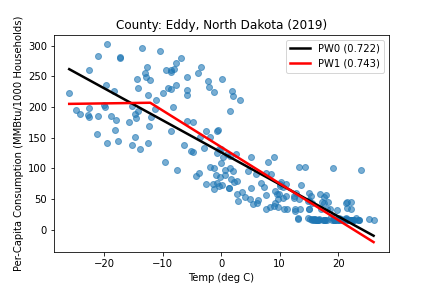 County: Eddy, North Dakota (2019)
PW0 (0.722)
PW1 (0.743)
Per-Capita Consumption (MMBtu/1000 Households)
300
250
200
150
100
50
0
−20
−10
0
10
20
Temp (deg C)